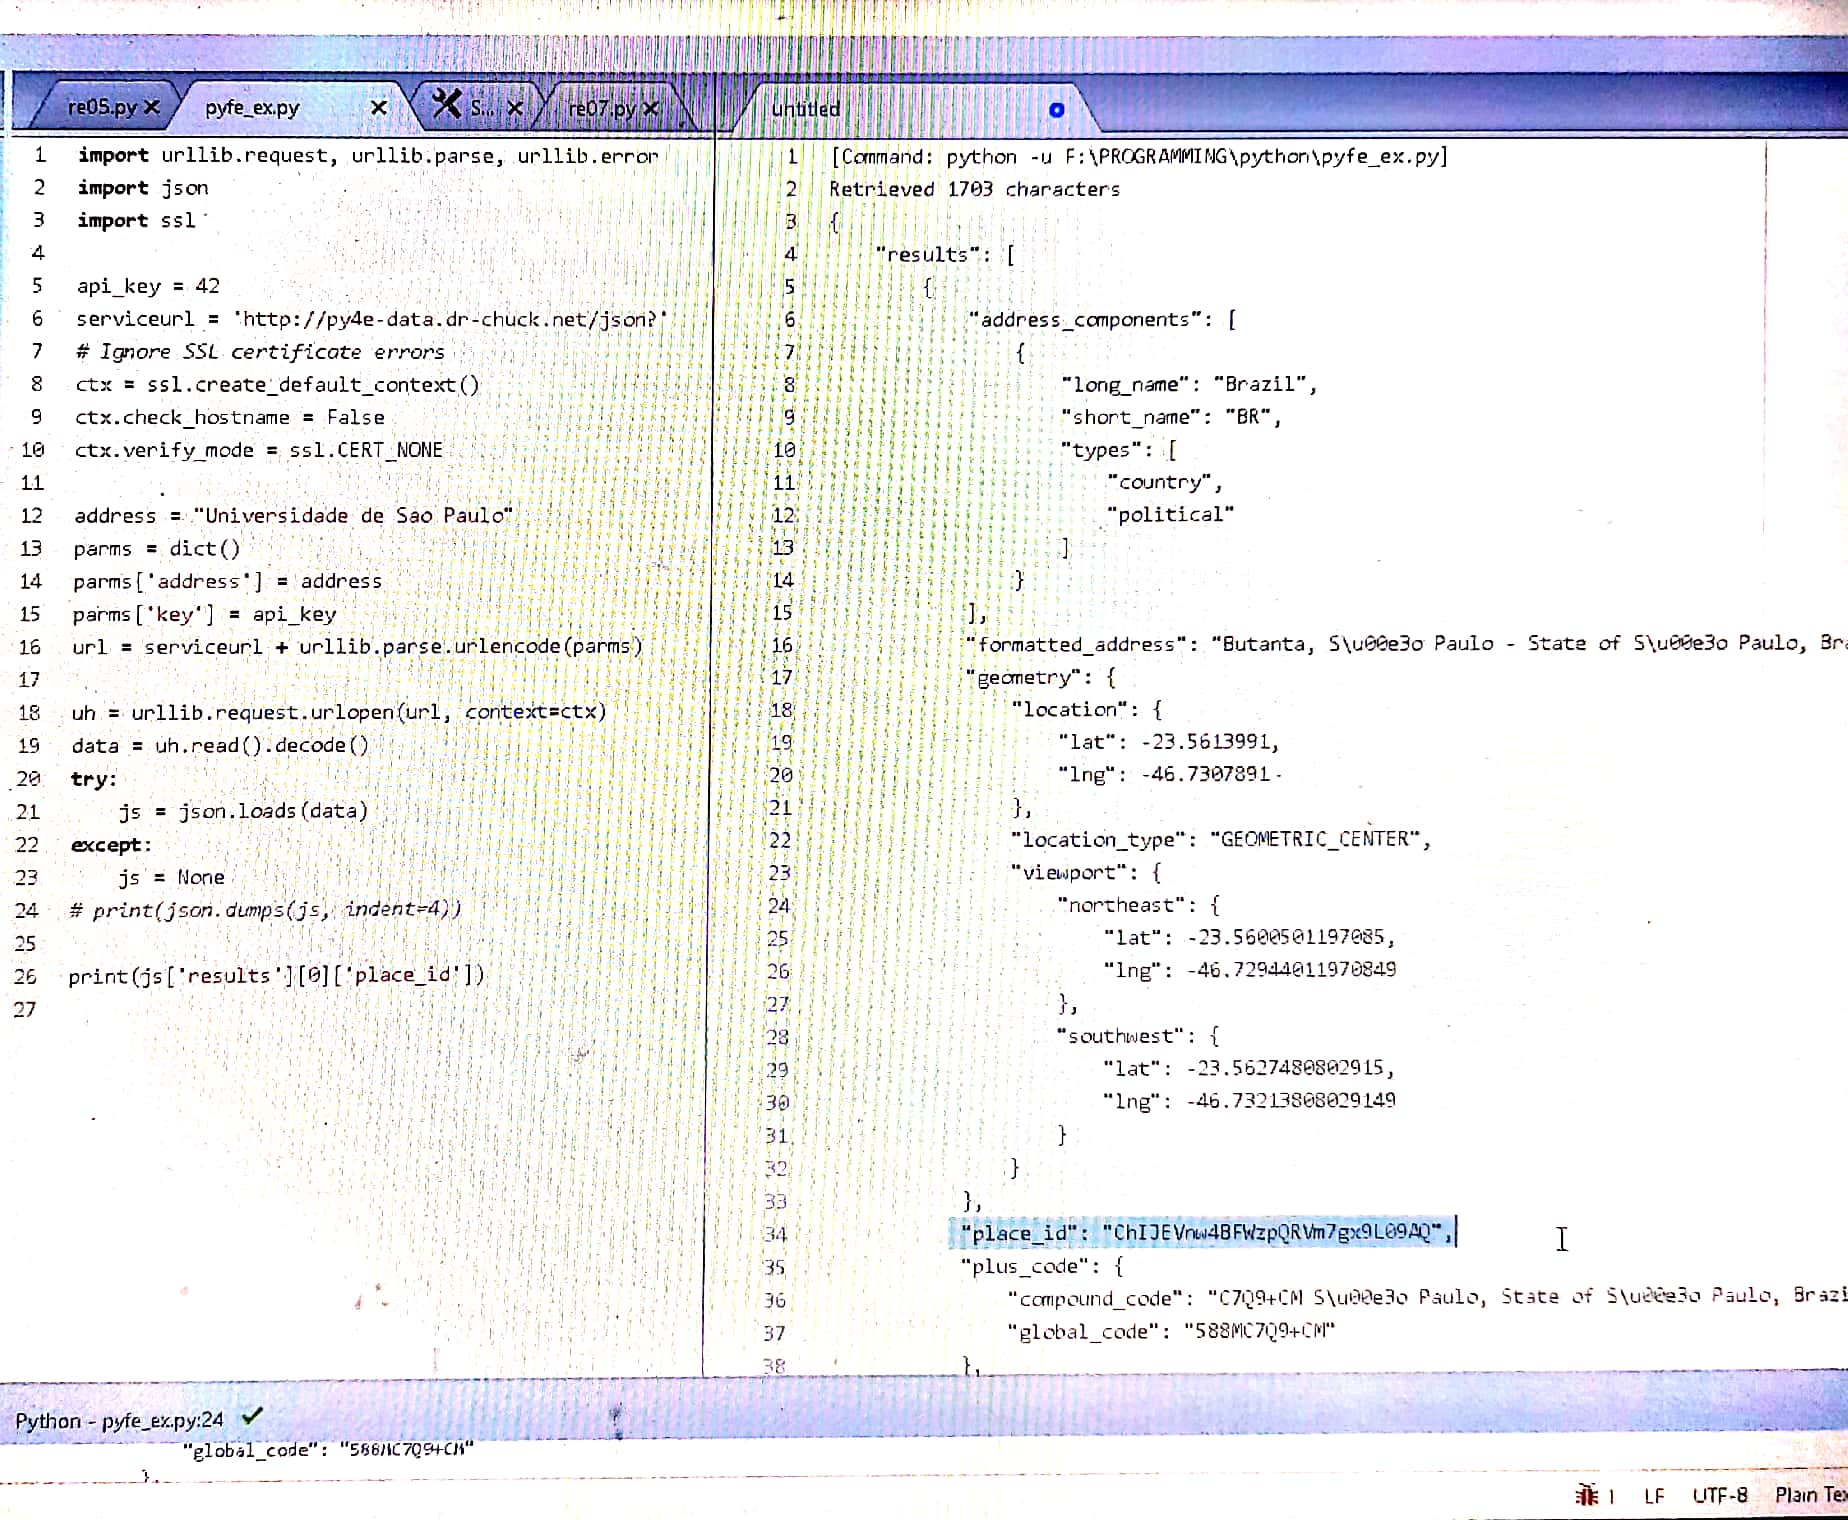 re05.py
pyfe_ex.py
S...
re07.py
untitled
1 import urllib.request, urllib.parse, urllib.error
2 import json
3 import ssl
4
5 api_key = 42
6 serviceurl = 'http://py4e-data.dr-chuck.net/json?'
7 # Ignore SSL certificate errors
8 ctx = ssl.create_default_context()
9 ctx.check_hostname = False
10 ctx.verify_mode = ssl.CERT_NONE
11
12 address = "Universidade de Sao Paulo"
13 parms = dict()
14 parms['address'] = address
15 parms['key'] = api_key
16 url = serviceurl + urllib.parse.urlencode(parms)
17
18 uh = urllib.request.urlopen(url, context=ctx)
19 data = uh.read().decode()
20 try:
21     js = json.loads(data)
22 except:
23     js = None
24 # print(json.dumps(js, indent=4))
25
26 print(js['results'][0]['place_id'])
27
1 [Command: python -u F:\PROGRAMMING\python\pyfe_ex.py]
2 Retrieved 1703 characters
3 {
4     "results": [
5         {
6             "address_components": [
7                 {
8                     "long_name": "Brazil",
9                     "short_name": "BR",
10                     "types": [
11                         "country",
12                         "political"
13                     ]
14                 }
15             ],
16             "formatted_address": "Butanta, S\u00e3o Paulo - State of S\u00e3o Paulo, Bra
17             "geometry": {
18                 "location": {
19                     "lat": -23.5613991,
20                     "lng": -46.7307891
21                 },
22                 "location_type": "GEOMETRIC_CENTER",
23                 "viewport": {
24                     "northeast": {
25                         "lat": -23.5600501197085,
26                         "lng": -46.72944011970849
27                     },
28                     "southwest": {
29                         "lat": -23.5627480802915,
30                         "lng": -46.73213808029149
31                     }
32                 }
33             },
34             "place_id": "ChIJEVnw4BFWzpQRVm7gx9L09AQ",
35             "plus_code": {
36                 "compound_code": "C7Q9+CM S\u00e3o Paulo, State of S\u00e3o Paulo, Brazi
37                 "global_code": "588MC7Q9+CM"
38             },
Python - pyfe_ex.py:24
"global_code": "588MC7Q9+CM"
},
1 LF UTF-8 Plain Te